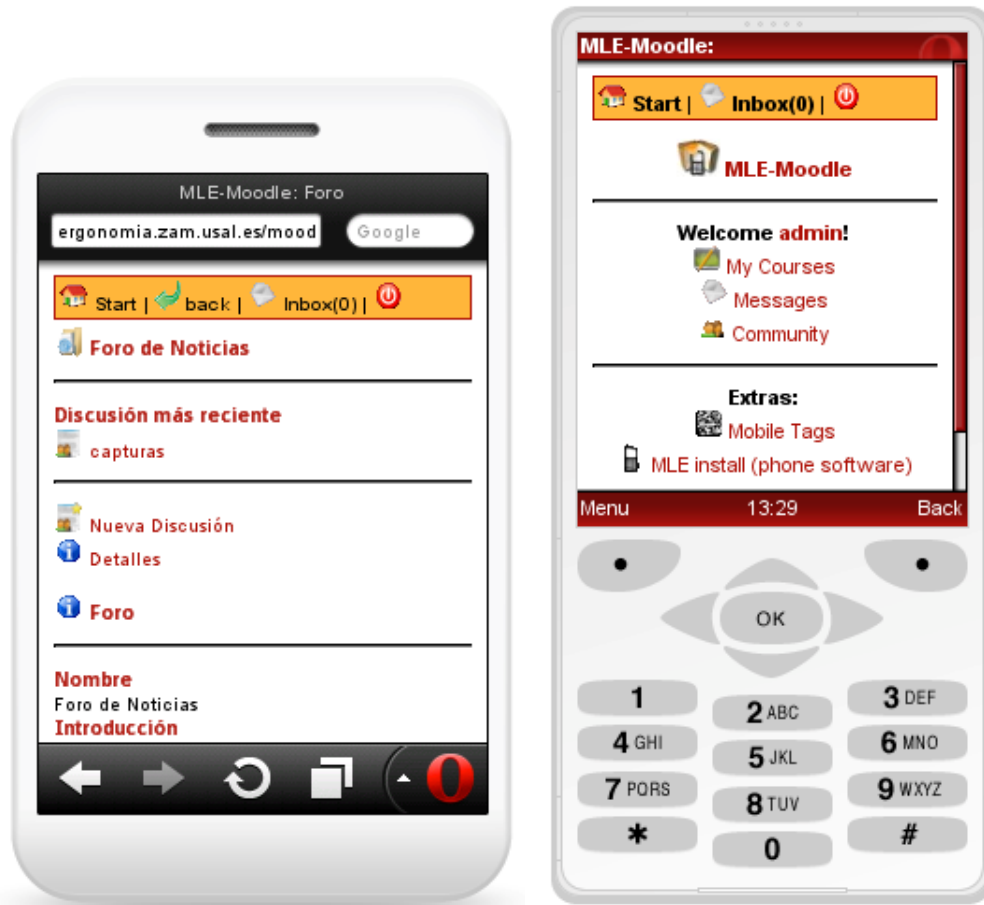 MLE-Moodle: Foro
ergonomia.zam.usal.es/mood
Google
Start | back | Inbox(0) |
Foro de Noticias
Discusión más reciente
capturas
Nueva Discusión
Detalles
Foro
Nombre
Foro de Noticias
Introducción
MLE-Moodle:
Start | Inbox(0) |
MLE-Moodle
Welcome admin!
My Courses
Messages
Community
Extras:
Mobile Tags
MLE install (phone software)
Menu 13:29 Back
OK
1 2 ABC 3 DEF
4 GHI 5 JKL 6 MNO
7 PQRS 8 TUV 9 WXYZ
* 0 #